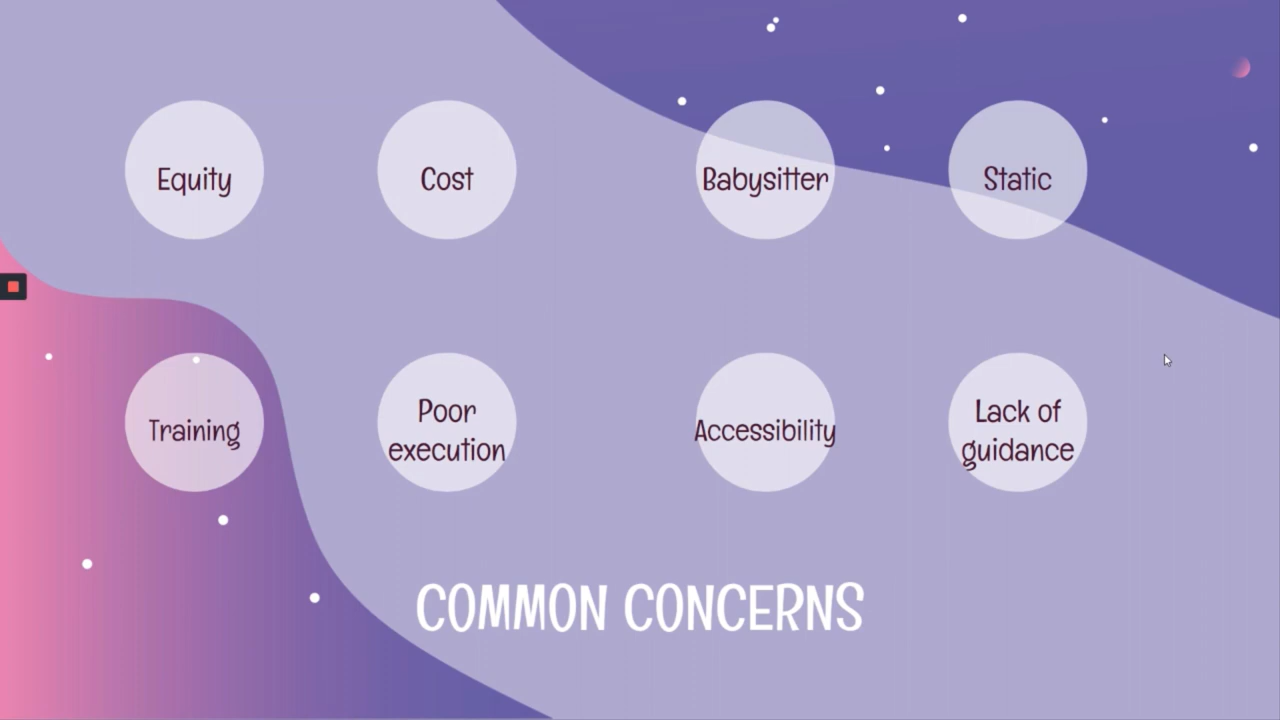 Equity
Cost
Babysitter
Static
Training
Poor
execution
Accessibility
Lack of
guidance
COMMON CONCERNS